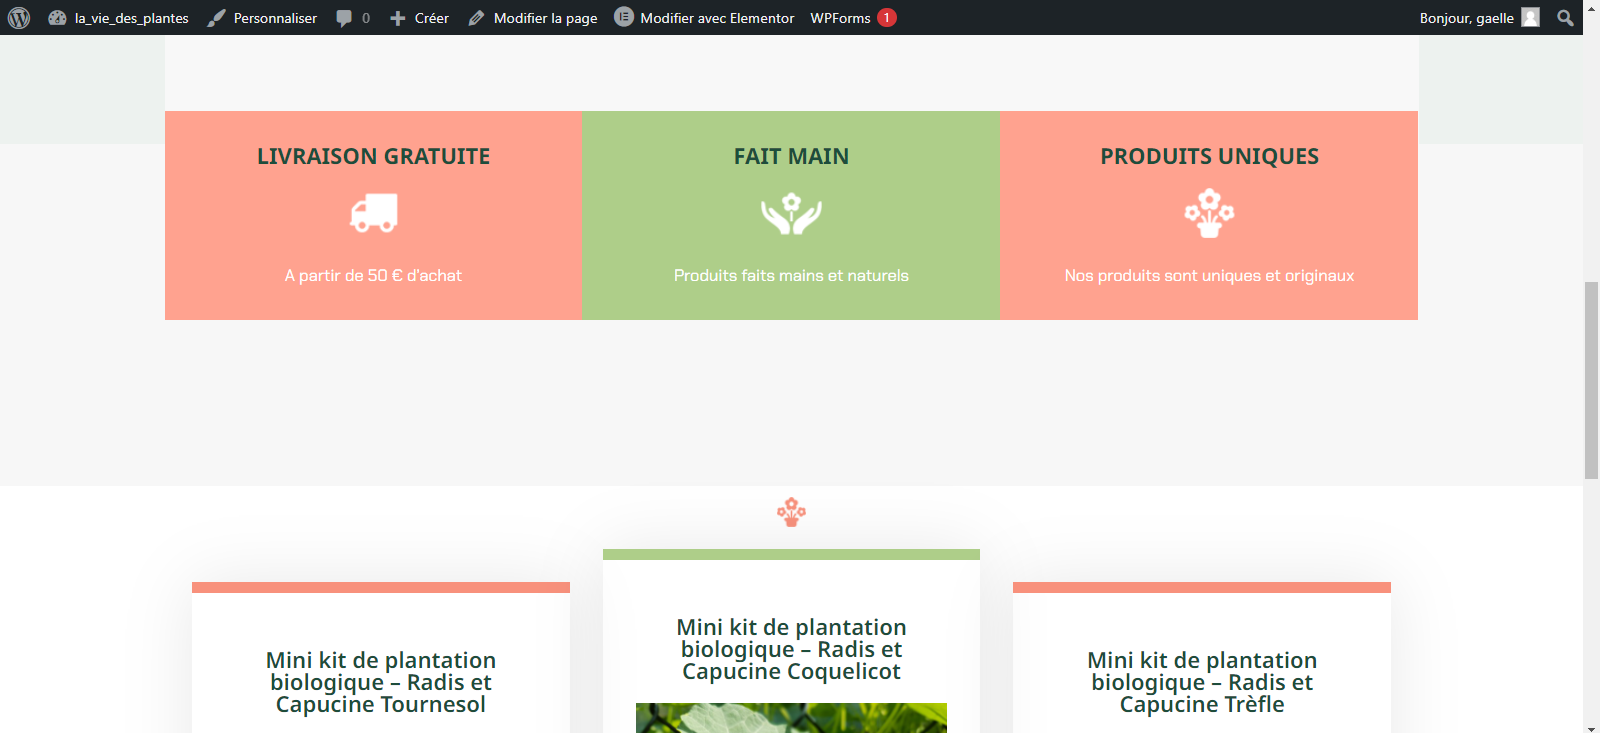 la_vie_des_plantes Personnaliser 0 Créer Modifier la page Modifier avec Elementor WPForms 1 Bonjour, gaelle
LIVRAISON GRATUITE
A partir de 50 € d'achat
FAIT MAIN
Produits faits mains et naturels
PRODUITS UNIQUES
Nos produits sont uniques et originaux
Mini kit de plantation
biologique – Radis et
Capucine Tournesol
Mini kit de plantation
biologique – Radis et
Capucine Coquelicot
Mini kit de plantation
biologique – Radis et
Capucine Trèfle